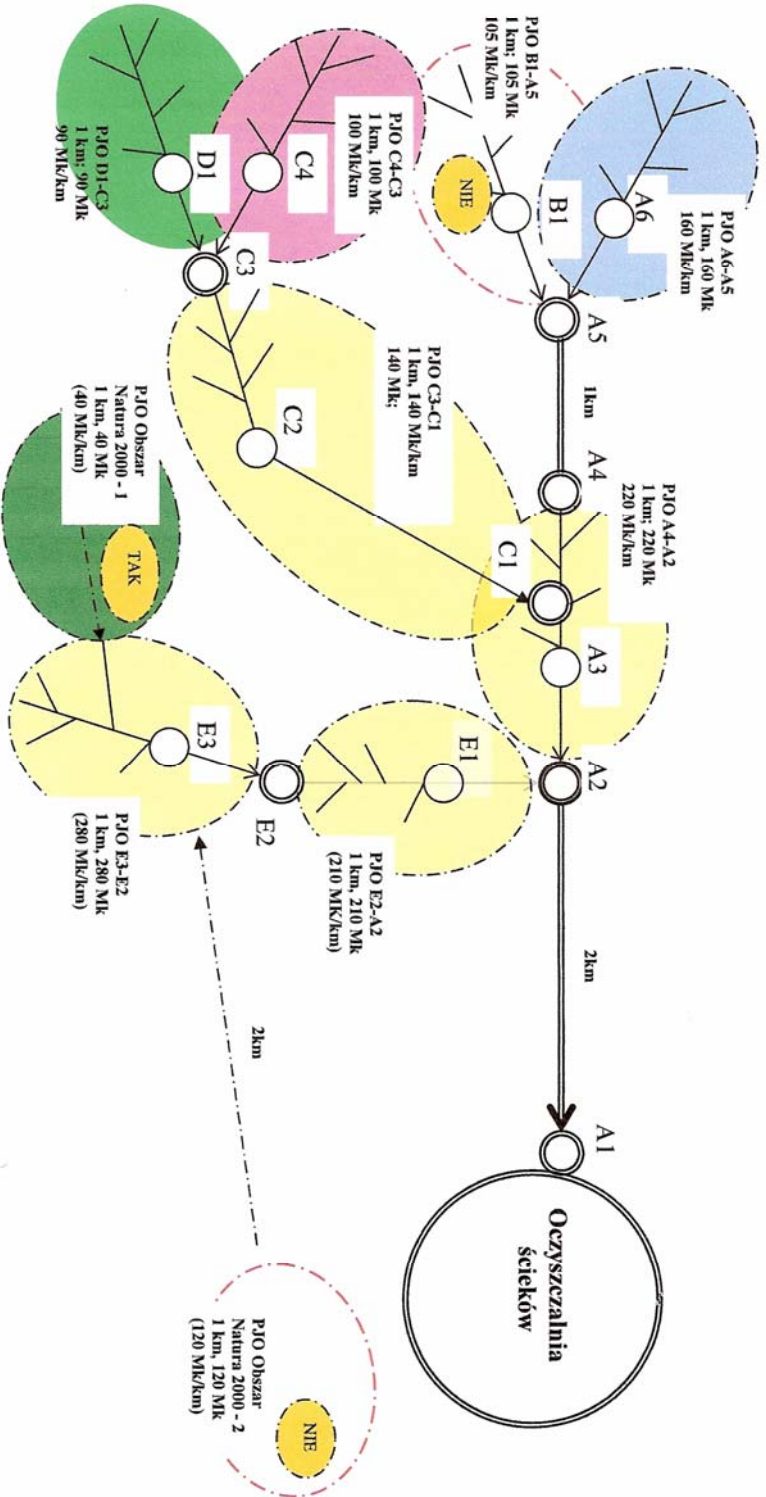 PJO A6-A5
1 km, 160 Mk
160 Mk/km
A6
PJO B1-A5
1 km; 105 Mk
105 Mk/km
NIE
B1
A5
1km
A4
PJO A4-A2
1 km; 220 Mk
220 Mk/km
C1
A3
A2
2km
A1
Oczyszczalnia
ścieków
PJO C4-C3
1 km, 100 Mk
100 Mk/km
C4
D1
PJO D1-C3
1 km; 90 Mk
90 Mk/km
C3
PJO C3-C1
1 km, 140 Mk/km
140 Mk;
C2
PJO Obszar
Natura 2000 - 1
1 km, 40 Mk
(40 Mk/km)
TAK
E3
PJO E3-E2
1 km, 280 Mk
(280 Mk/km)
E2
E1
PJO E2-A2
1 km, 210 Mk
(210 MK/km)
2km
PJO Obszar
Natura 2000 - 2
1 km, 120 Mk
(120 Mk/km)
NIE